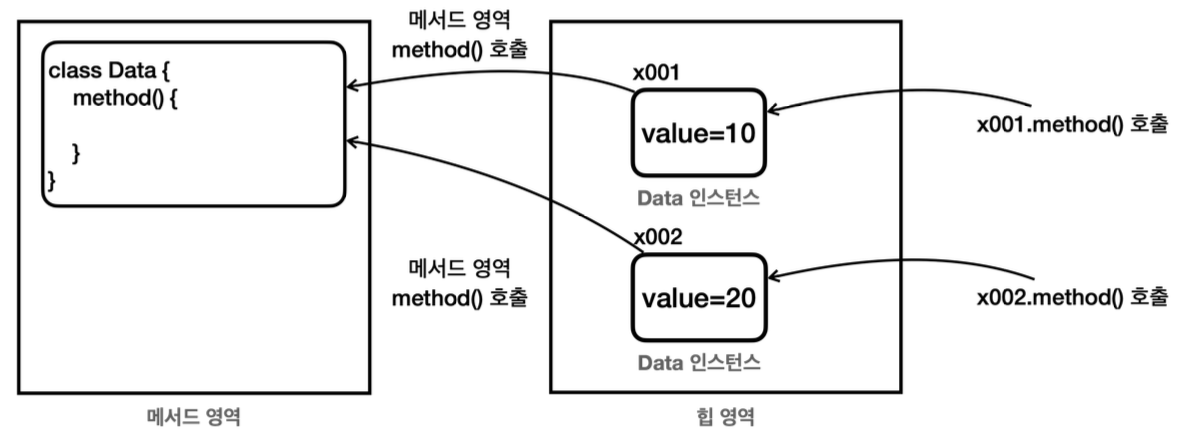 class Data {
method() {
}
}
메서드 영역
메서드 영역
method() 호출
메서드 영역
method() 호출
x001
value=10
Data 인스턴스
x002
value=20
Data 인스턴스
힙 영역
x001.method() 호출
x002.method() 호출